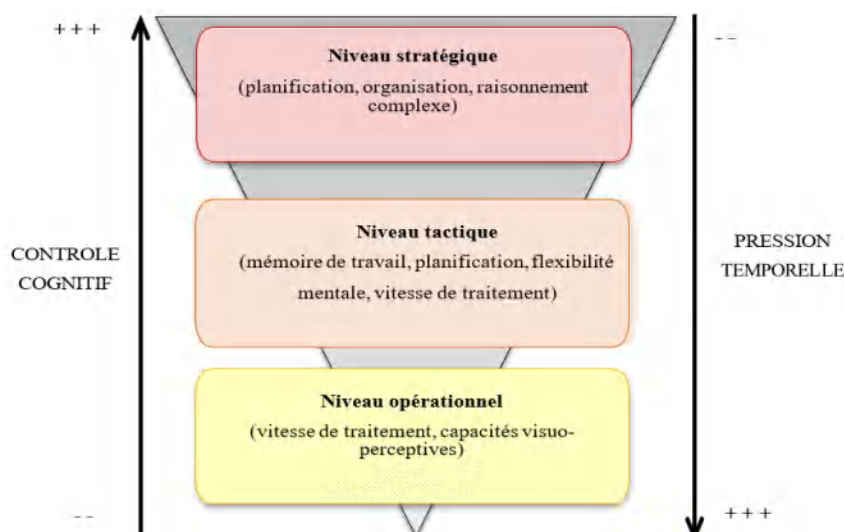 + + +
- -
Niveau stratégique
(planification, organisation, raisonnement
complexe)
Niveau tactique
(mémoire de travail, planification, flexibilité
mentale, vitesse de traitement)
CONTROLE
COGNITIF
PRESSION
TEMPORELLE
Niveau opérationnel
(vitesse de traitement, capacités visuo-
perceptives)
- -
+ + +